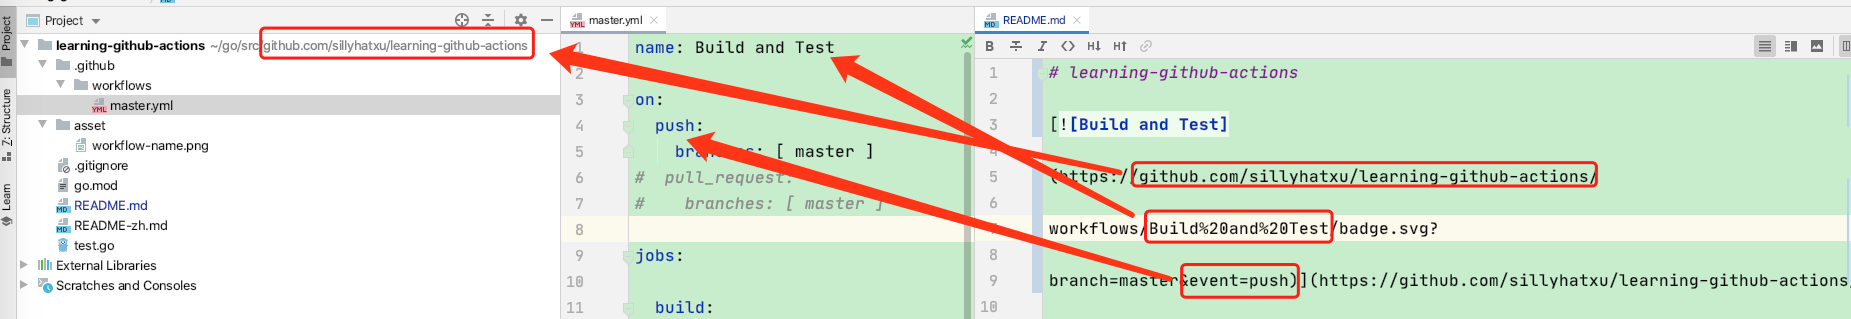 Project
learning-github-actions ~/go/src/github.com/sillyhatxu/learning-github-actions
.github
workflows
master.yml
asset
workflow-name.png
.gitignore
go.mod
README.md
README-zh.md
test.go
External Libraries
Scratches and Consoles
Project
Z: Structure
Learn
master.yml
1 name: Build and Test
2
3 on:
4 push:
5 branches: [ master ]
6 # pull_request:
7 # branches: [ master ]
8
9 jobs:
10
11 build:
README.md
B I <> H↓ H↑
1 # learning-github-actions
2
3 [![Build and Test]
4
5 (https://github.com/sillyhatxu/learning-github-actions/
6
7 workflows/Build%20and%20Test/badge.svg?
8
9 branch=master&event=push)](https://github.com/sillyhatxu/learning-github-actions
10